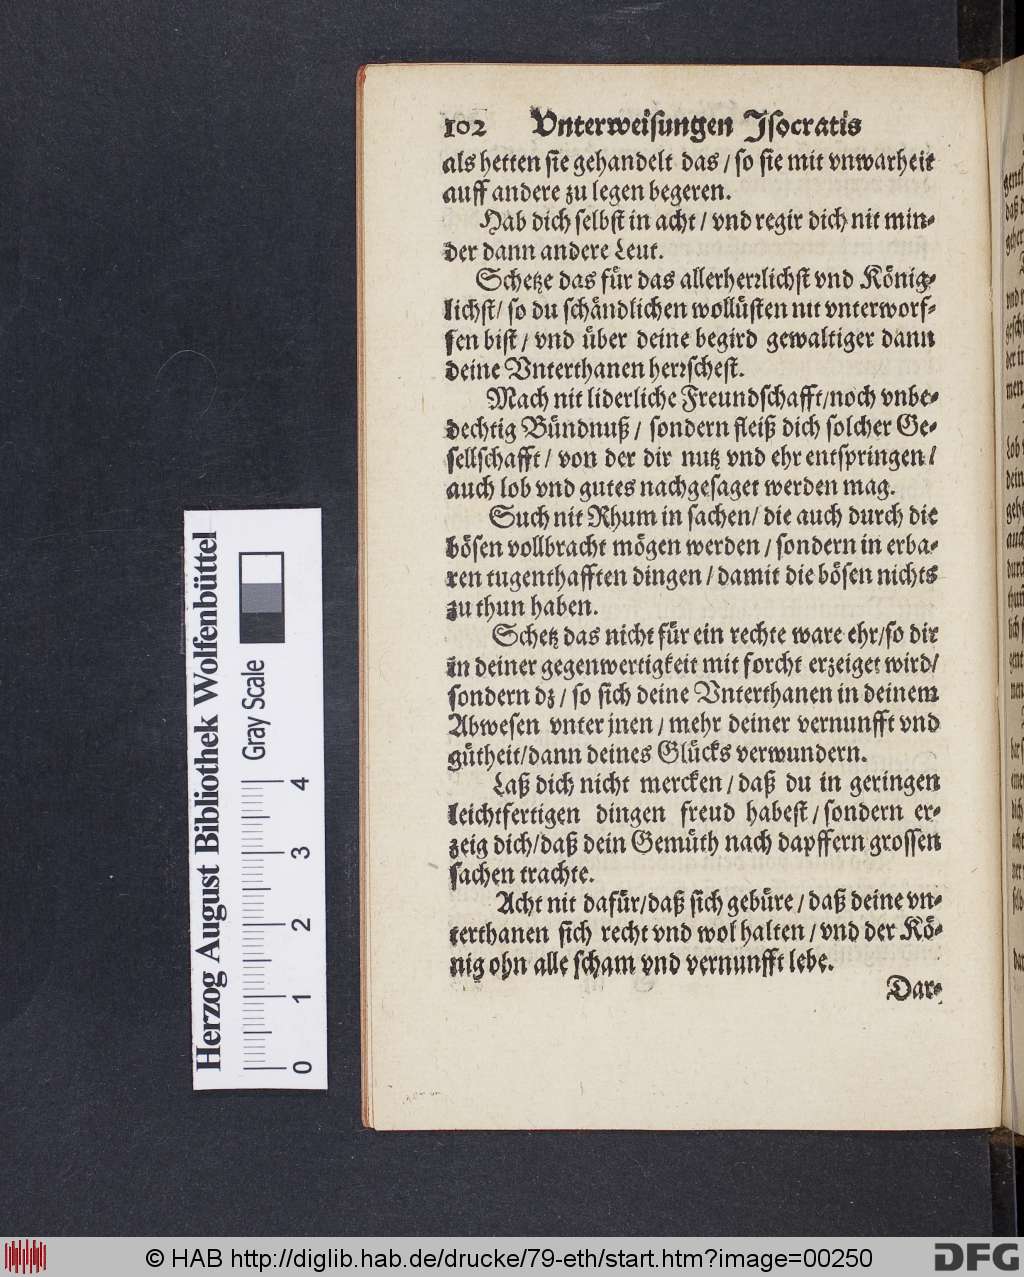 102 Vnterweisungen Jsocratis
als hetten sie gehandelt das / so sie mit vnwarheit
auff andere zu legen begeren.
Hab dich selbst in acht / vnd regir dich nit min-
der dann andere Leut.
Schetze das für das allerherrlichst vnd König-
lichst / so du schändlichen wollüsten nit vnterworf-
fen bist / vnd über deine begird gewaltiger dann
deine Vnterthanen herrschest.
Mach nit liderliche Freundschafft / noch vnbe-
dechtig Bündnuß / sondern fleiß dich solcher Ge-
sellschafft / von der dir nutz vnd ehr entspringen /
auch lob vnd gutes nachgesaget werden mag.
Such nit Rhum in sachen / die auch durch die
bösen vollbracht mögen werden / sondern in erba-
ren tugenthafften dingen / damit die bösen nichts
zu thun haben.
Schetz das nicht für ein rechte ware ehr / so dir
in deiner gegenwertigkeit mit forcht erzeiget wird /
sondern dz / so sich deine Vnterthanen in deinem
Abwesen vnter jnen / mehr deiner vernunfft vnd
gütheit / dann deines Glücks verwundern.
Laß dich nicht mercken / daß du in geringen
leichtfertigen dingen freud habest / sondern er-
zeig dich / daß dein Gemüth nach dapffern grossen
sachen trachte.
Acht nit dafür / daß sich gebüre / daß deine vn-
terthanen sich recht vnd wol halten / vnd der Kö-
nig ohn alle scham vnd vernunfft lebe.
Dar-
Herzog August Bibliothek Wolfenbüttel
Gray Scale
0 1 2 3 4
© HAB http://diglib.hab.de/drucke/79-eth/start.htm?image=00250
DFG